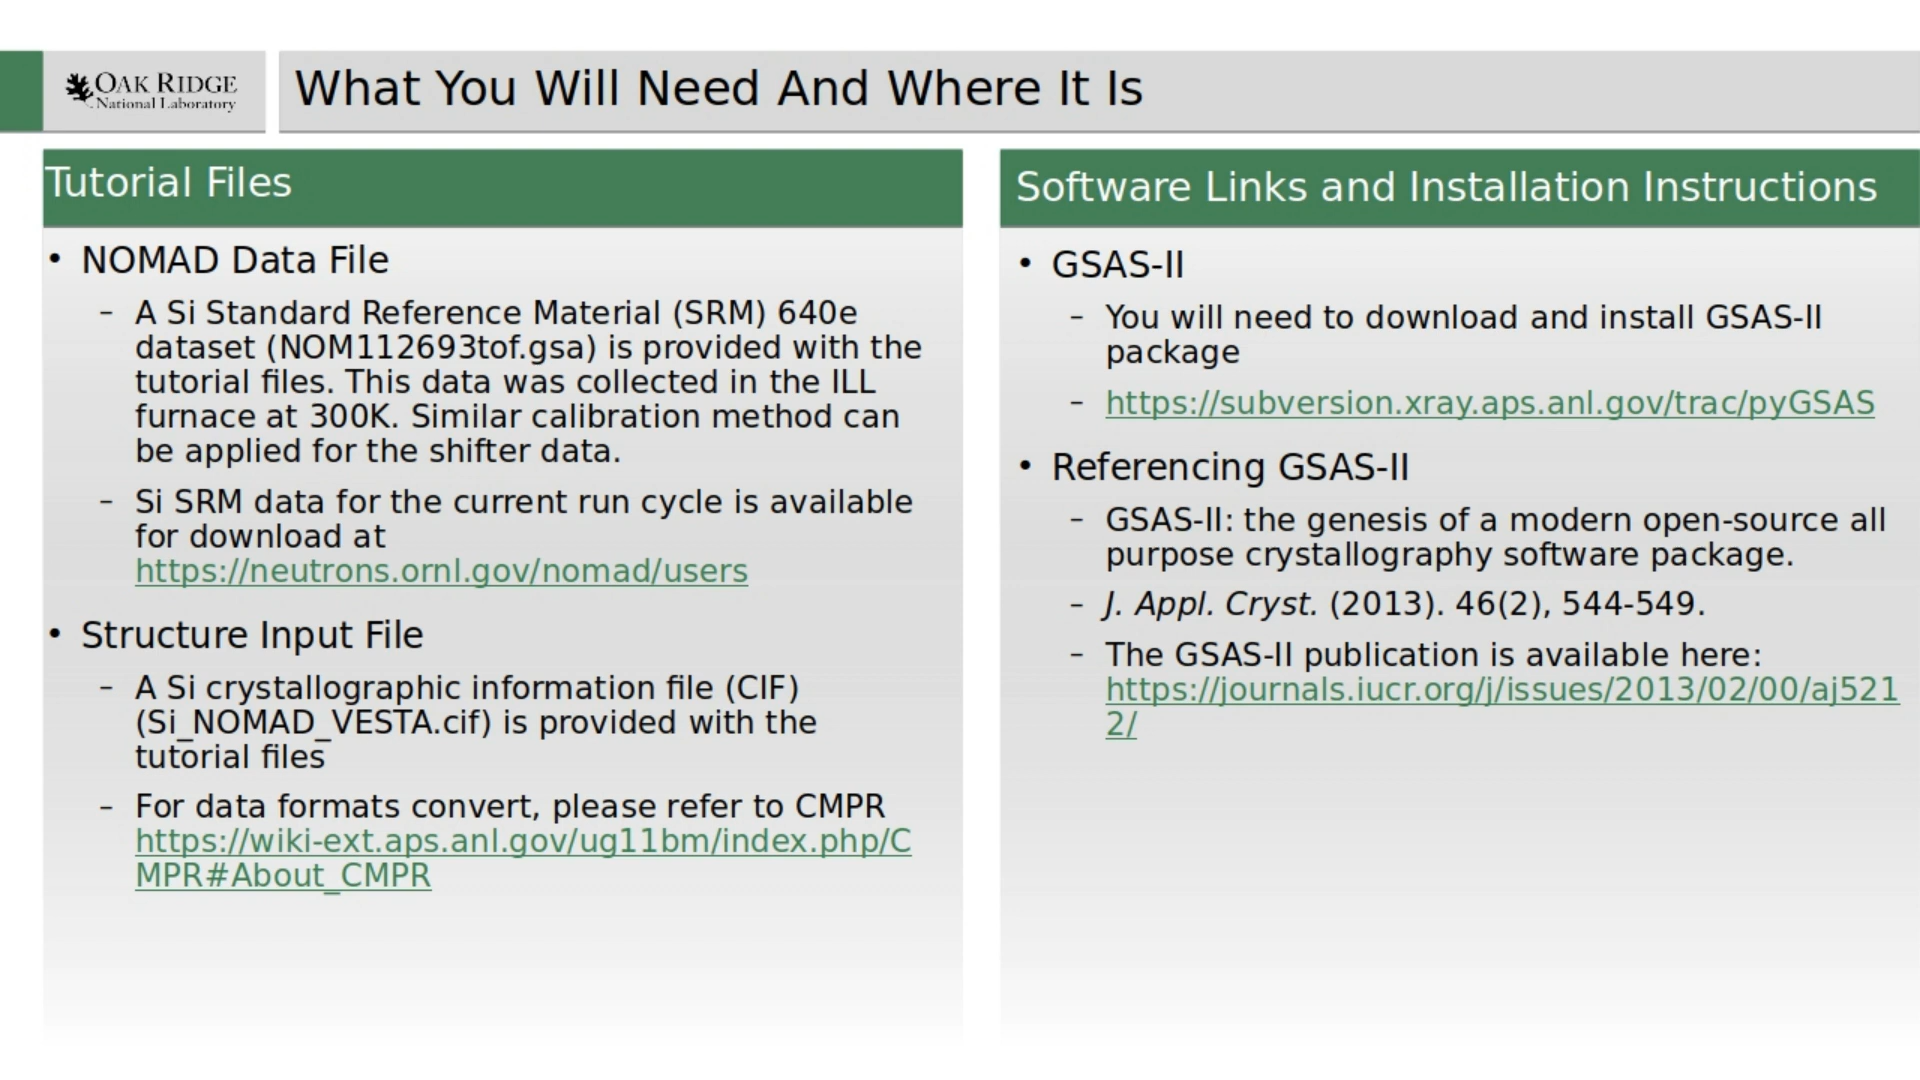 OAK RIDGE
National Laboratory
What You Will Need And Where It Is
Tutorial Files
• NOMAD Data File
– A Si Standard Reference Material (SRM) 640e
dataset (NOM112693tof.gsa) is provided with the
tutorial files. This data was collected in the ILL
furnace at 300K. Similar calibration method can
be applied for the shifter data.
– Si SRM data for the current run cycle is available
for download at
https://neutrons.ornl.gov/nomad/users
• Structure Input File
– A Si crystallographic information file (CIF)
(Si_NOMAD_VESTA.cif) is provided with the
tutorial files
– For data formats convert, please refer to CMPR
https://wiki-ext.aps.anl.gov/ug11bm/index.php/C
MPR#About_CMPR
Software Links and Installation Instructions
• GSAS-II
– You will need to download and install GSAS-II
package
– https://subversion.xray.aps.anl.gov/trac/pyGSAS
• Referencing GSAS-II
– GSAS-II: the genesis of a modern open-source all
purpose crystallography software package.
– J. Appl. Cryst. (2013). 46(2), 544-549.
– The GSAS-II publication is available here:
https://journals.iucr.org/j/issues/2013/02/00/aj521
2/